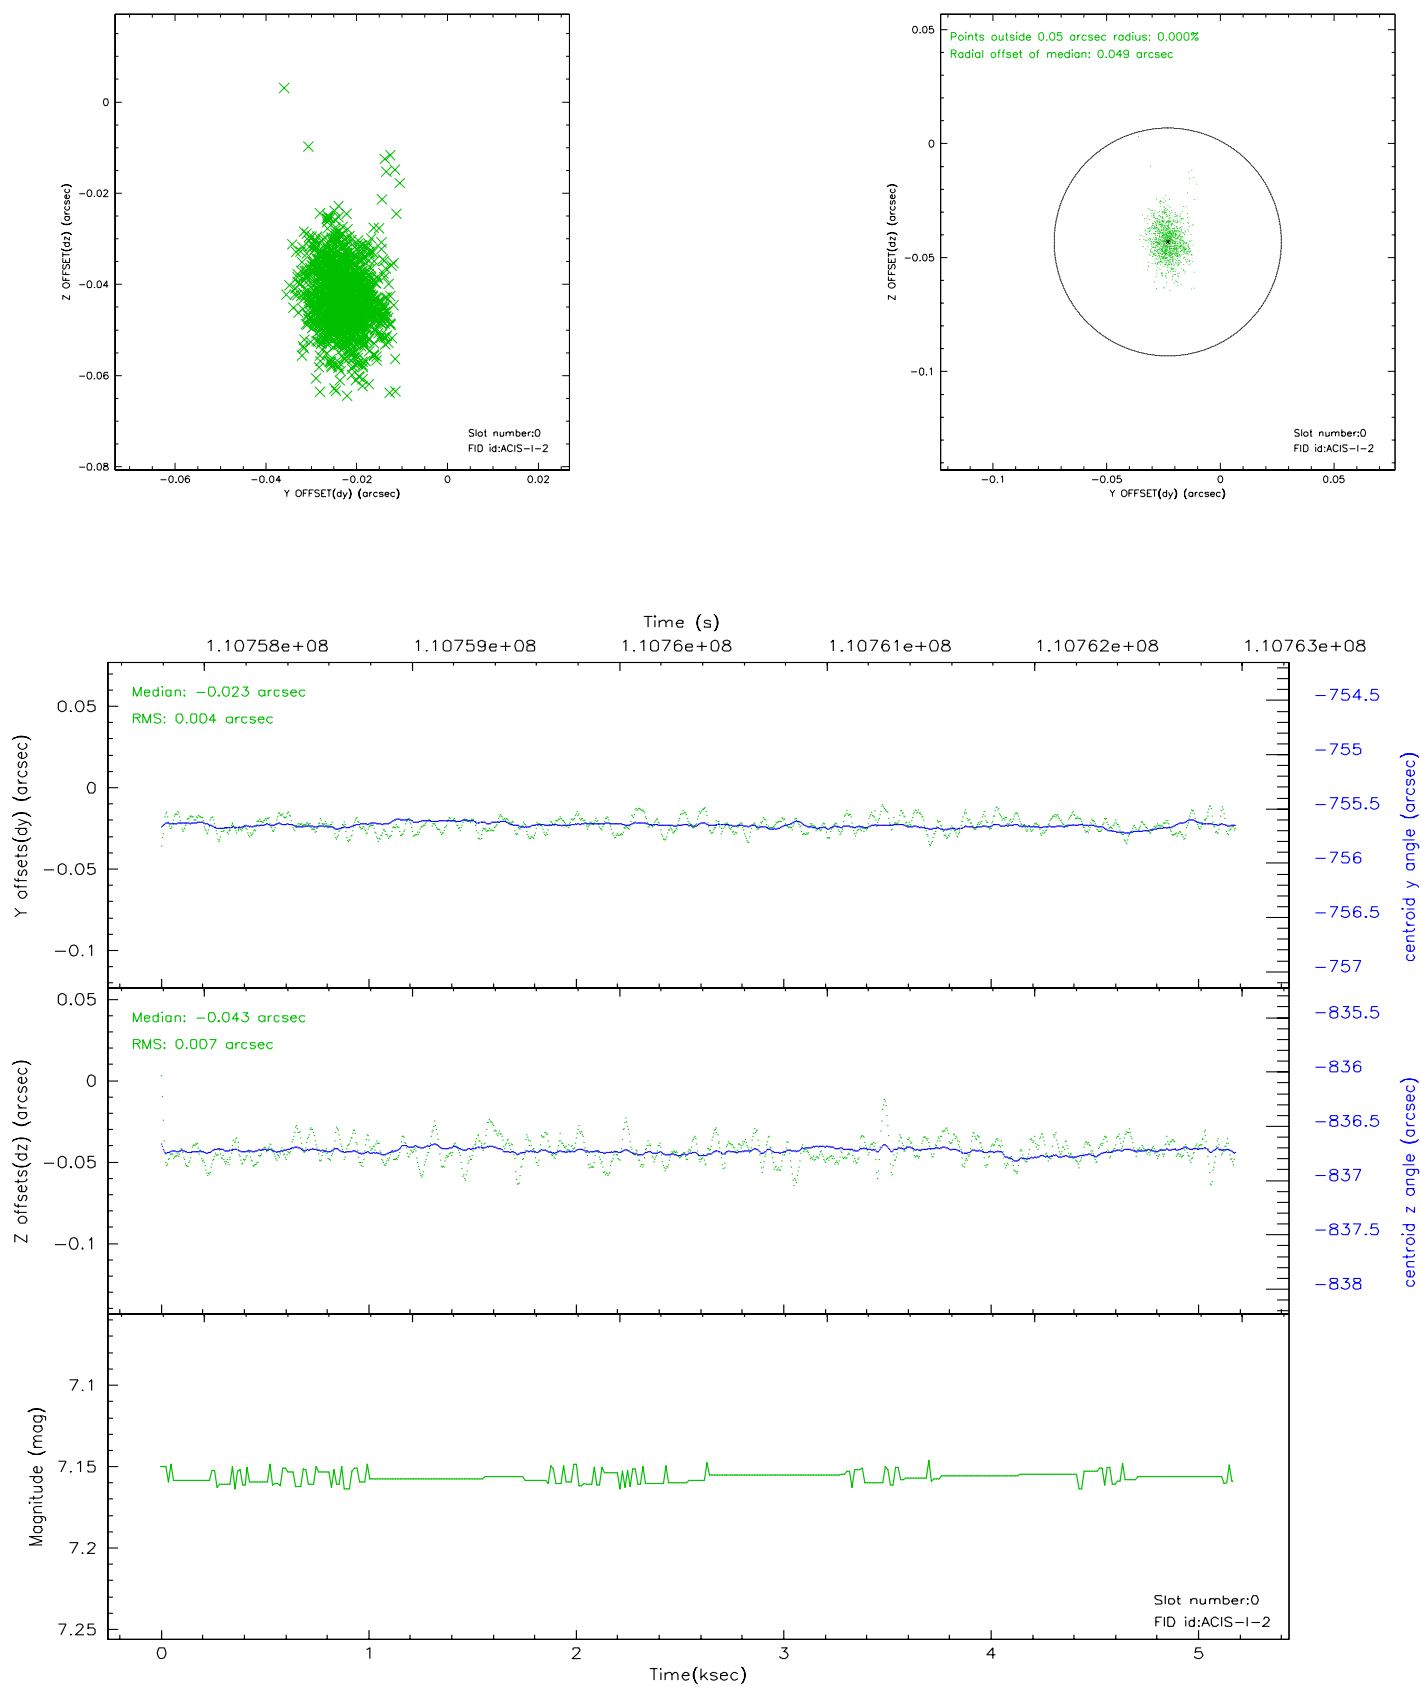 0
-0.02
-0.04
-0.06
-0.08
Z OFFSET(dz) (arcsec)
-0.06
-0.04
-0.02
0
0.02
Y OFFSET(dy) (arcsec)
Slot number:0
FID id:ACIS-I-2
Points outside 0.05 arcsec radius: 0.000%
Radial offset of median: 0.049 arcsec
0.05
0
-0.05
-0.1
Z OFFSET(dz) (arcsec)
-0.1
-0.05
0
0.05
Y OFFSET(dy) (arcsec)
Slot number:0
FID id:ACIS-I-2
Time (s)
1.10758e+08
1.10759e+08
1.1076e+08
1.10761e+08
1.10762e+08
1.10763e+08
Median: -0.023 arcsec
RMS: 0.004 arcsec
0.05
0
-0.05
-0.1
Y offsets(dy) (arcsec)
-754.5
-755
-755.5
-756
-756.5
-757
centroid y angle (arcsec)
Median: -0.043 arcsec
RMS: 0.007 arcsec
0.05
0
-0.05
-0.1
Z offsets(dz) (arcsec)
-835.5
-836
-836.5
-837
-837.5
-838
centroid z angle (arcsec)
7.1
7.15
7.2
7.25
Magnitude (mag)
Slot number:0
FID id:ACIS-I-2
0
1
2
3
4
5
Time(ksec)